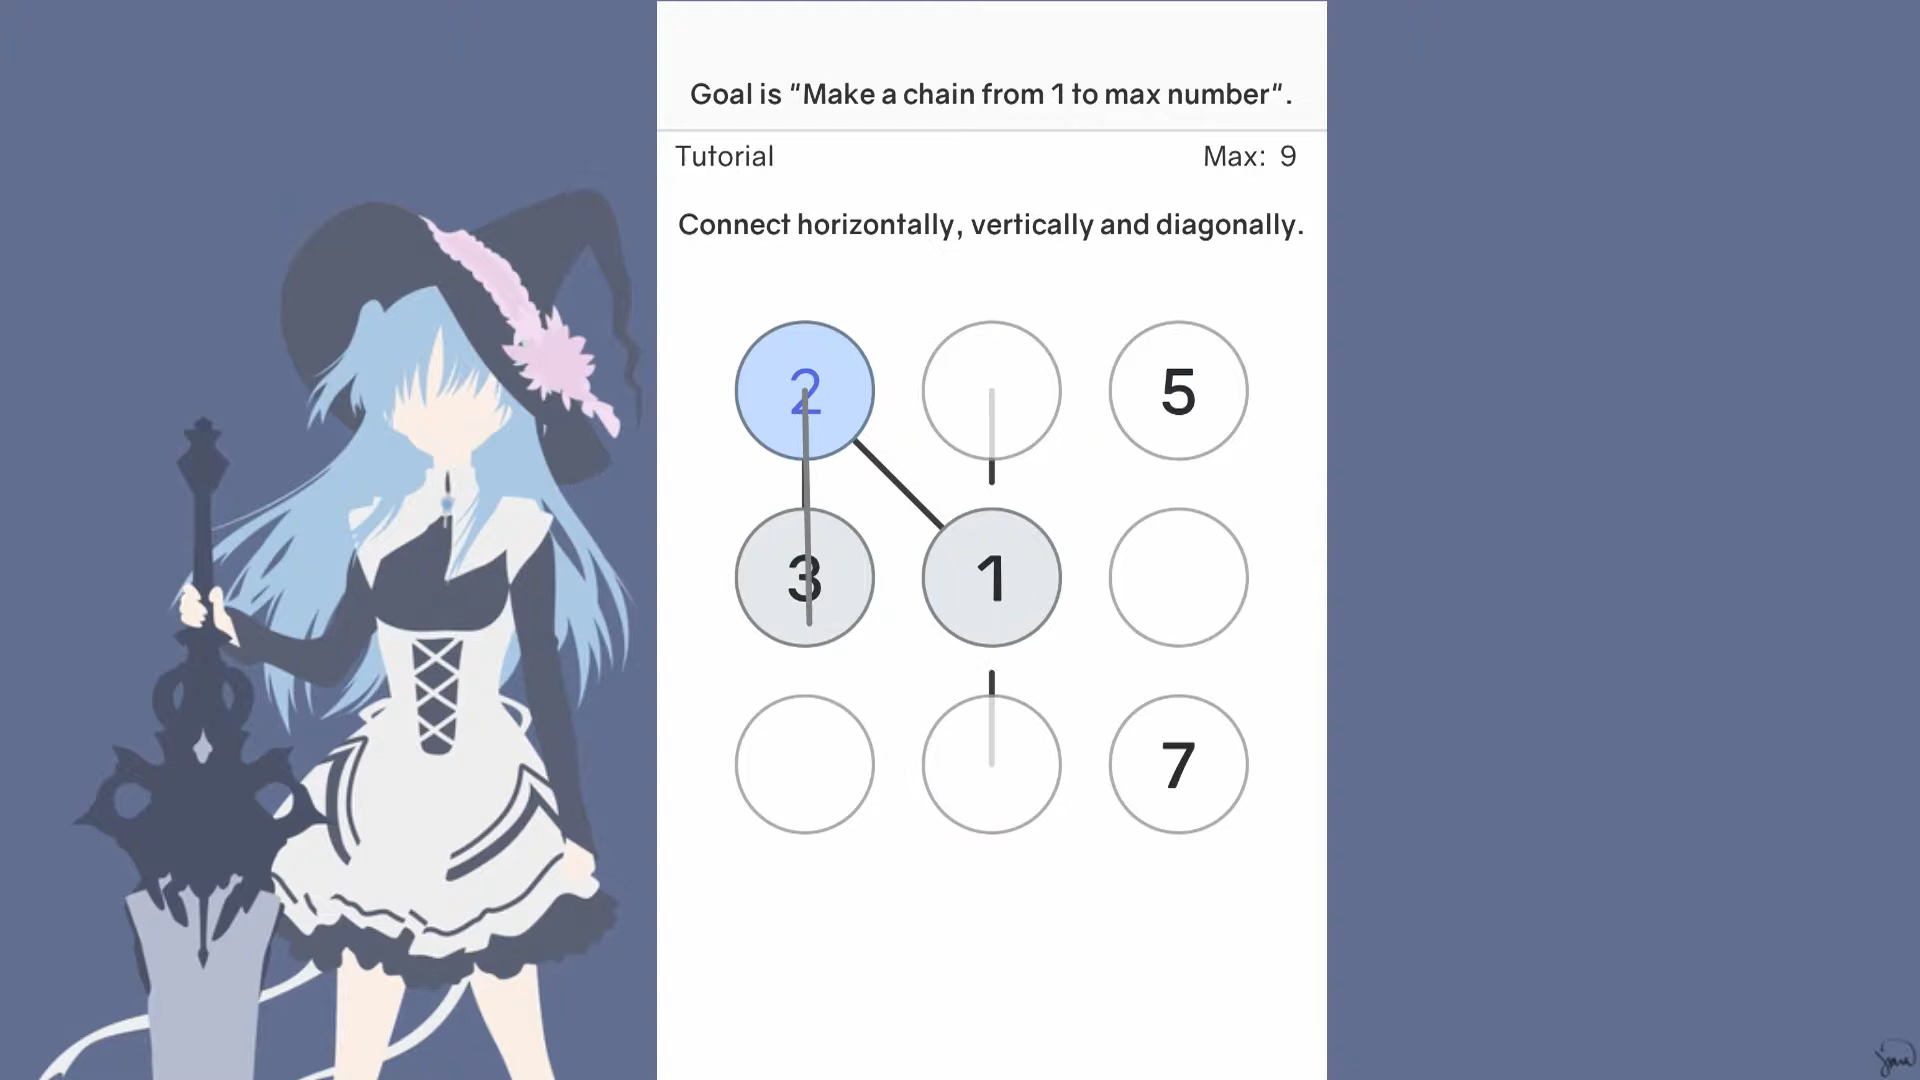 Goal is “Make a chain from 1 to max number“.
Tutorial Max: 9
Connect horizontally, vertically and diagonally.
2 5
3 1
7